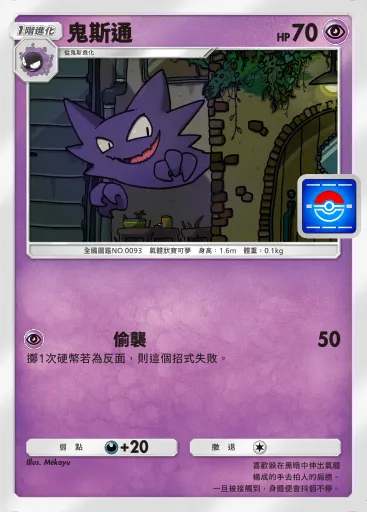 1階進化
鬼斯通
HP 70
從鬼斯進化
全國圖鑑NO.0093 氣體狀寶可夢 身高:1.6m 體重:0.1kg
偷襲 50
擲1次硬幣若為反面,則這個招式失敗。
弱點 +20 撤退
Illus. Mékayu
喜歡躲在黑暗中伸出氣體
構成的手去拍人的肩膀。
一旦被接觸到,身體便會抖個不停。